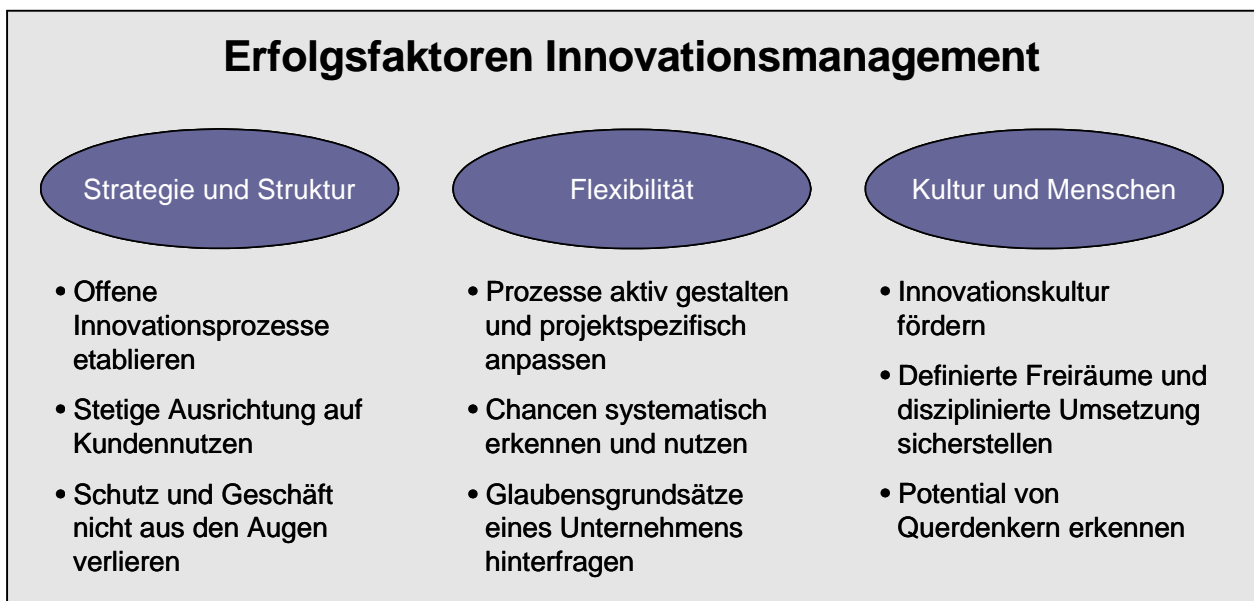 Erfolgsfaktoren Innovationsmanagement
Strategie und Struktur
• Offene
Innovationsprozesse
etablieren
• Stetige Ausrichtung auf
Kundennutzen
• Schutz und Geschäft
nicht aus den Augen
verlieren
Flexibilität
• Prozesse aktiv gestalten
und projektspezifisch
anpassen
• Chancen systematisch
erkennen und nutzen
• Glaubensgrundsätze
eines Unternehmens
hinterfragen
Kultur und Menschen
• Innovationskultur
fördern
• Definierte Freiräume und
disziplinierte Umsetzung
sicherstellen
• Potential von
Querdenkern erkennen